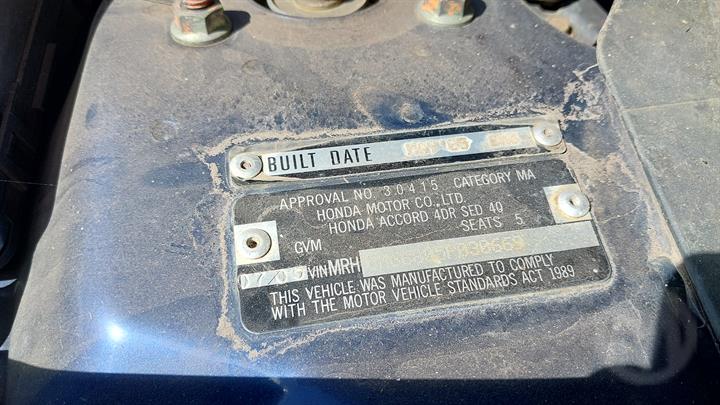 BUILT DATE
APPROVAL NO. 30415 CATEGORY MA
HONDA MOTOR CO.,LTD.
HONDA ACCORD 4DR SED 4Q
SEATS 5
GVM
VIN MRH
THIS VEHICLE WAS MANUFACTURED TO COMPLY
WITH THE MOTOR VEHICLE STANDARDS ACT 1989